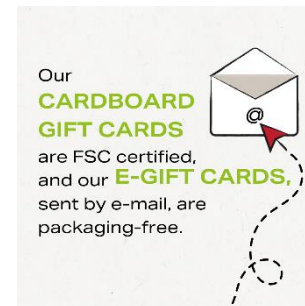 Our
CARDBOARD
GIFT CARDS
are FSC certified,
and our E-GIFT CARDS,
sent by e-mail, are
packaging-free.
@